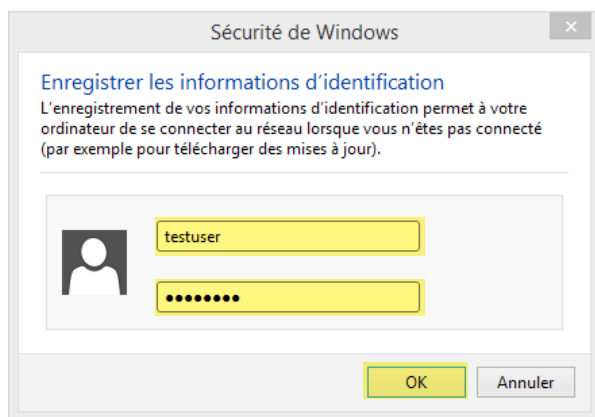 Sécurité de Windows
Enregistrer les informations d’identification
L’enregistrement de vos informations d’identification permet à votre
ordinateur de se connecter au réseau lorsque vous n’êtes pas connecté
(par exemple pour télécharger des mises à jour).
testuser
●●●●●●●●
OK Annuler